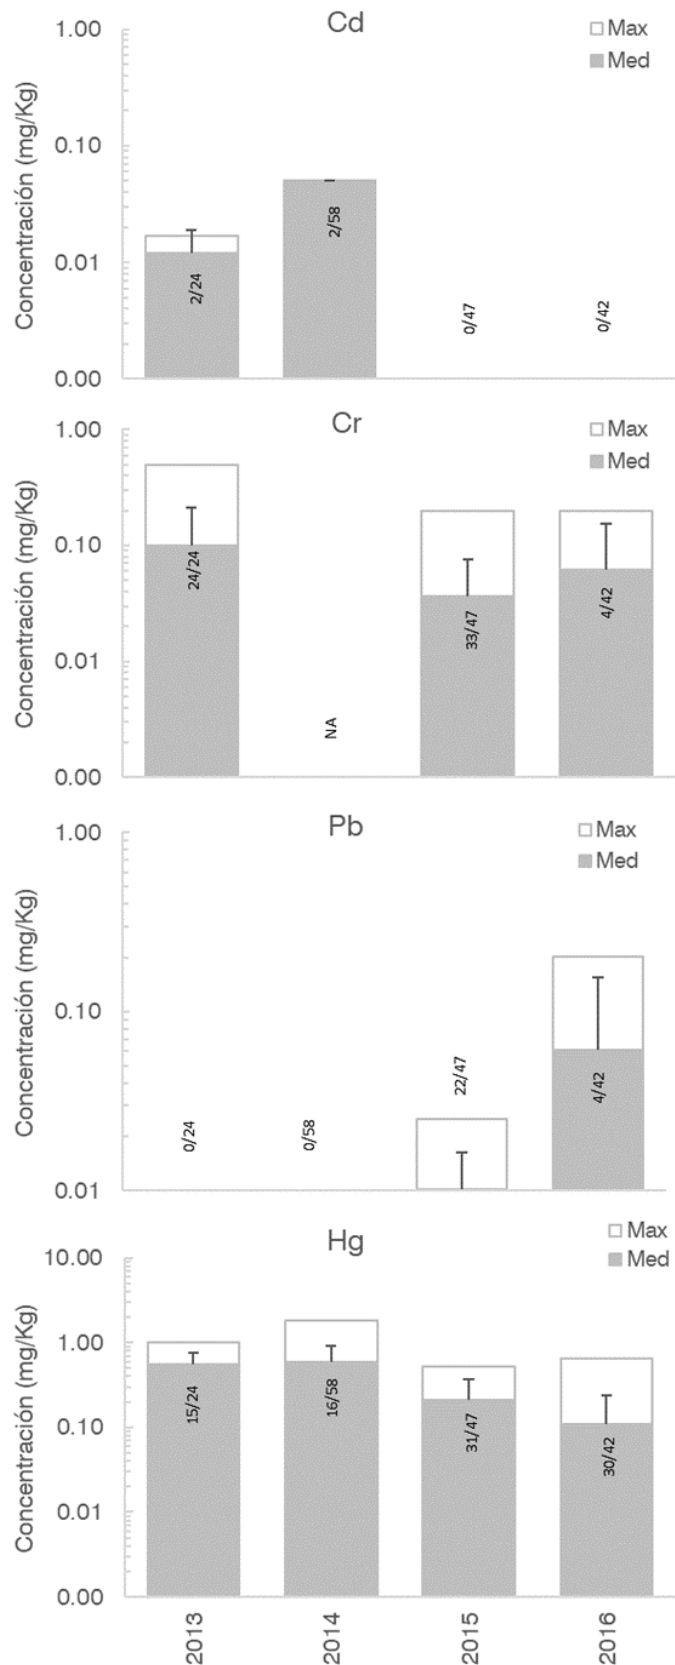 Cd
Max
Med
Concentración (mg/Kg)
1.00
0.10
0.01
0.00
2/24
2/58
0/47
0/42
Cr
Max
Med
Concentración (mg/Kg)
1.00
0.10
0.01
0.00
24/24
NA
33/47
4/42
Pb
Max
Med
Concentración (mg/Kg)
1.00
0.10
0.01
0/24
0/58
22/47
4/42
Hg
Max
Med
Concentración (mg/Kg)
10.00
1.00
0.10
0.01
0.00
15/24
16/58
31/47
30/42
2013
2014
2015
2016